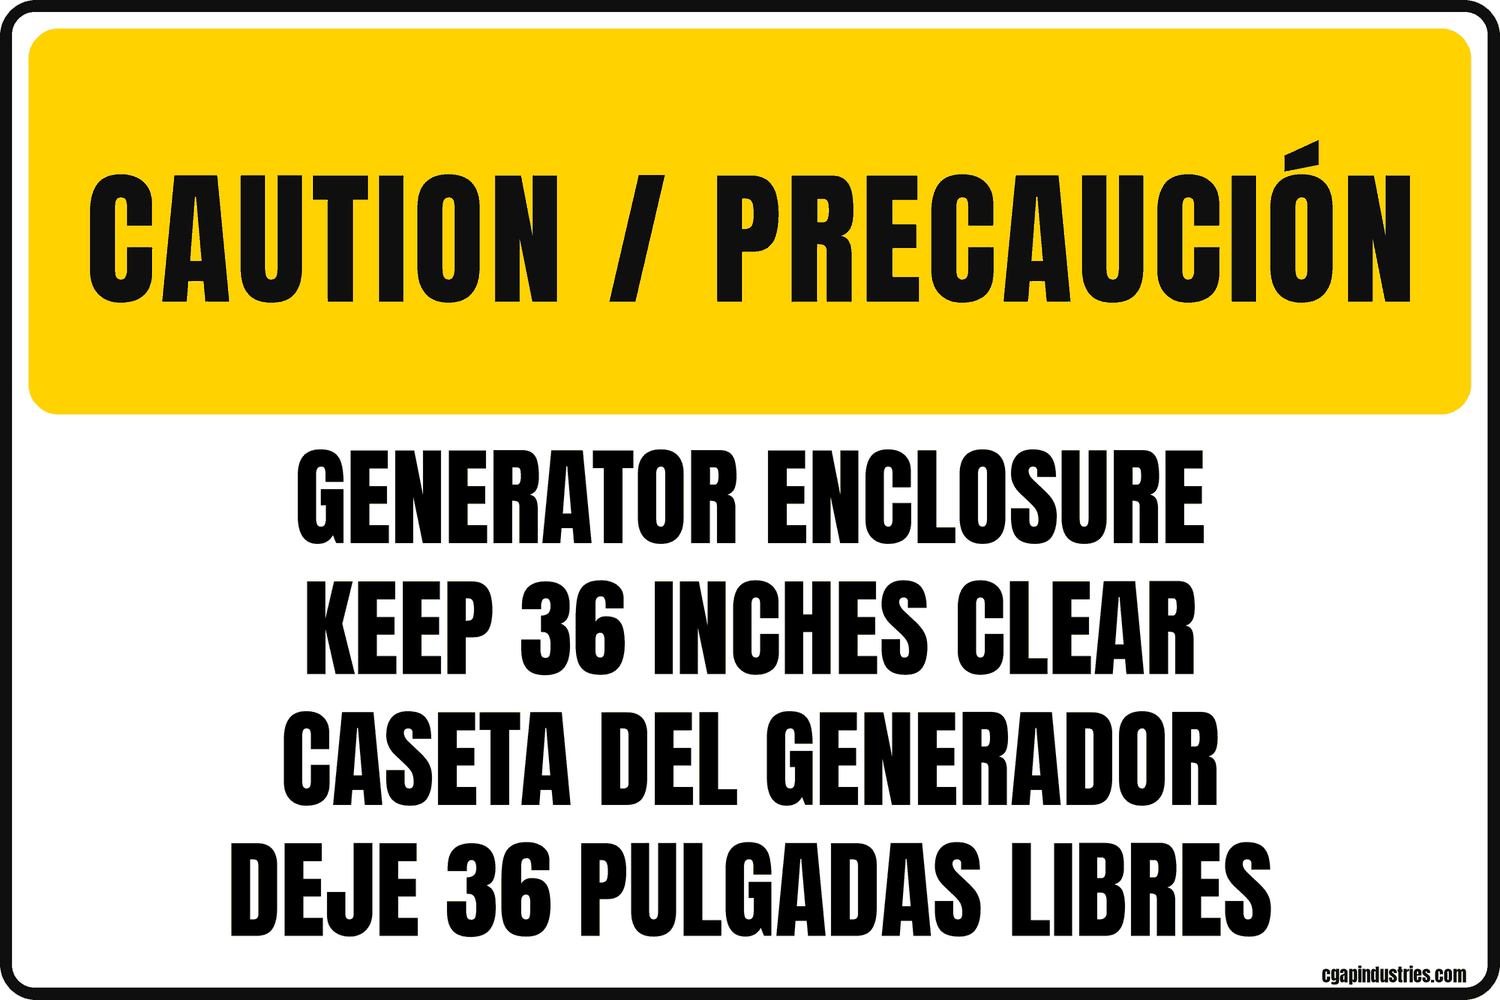 CAUTION / PRECAUCIÓN
GENERATOR ENCLOSURE
KEEP 36 INCHES CLEAR
CASETA DEL GENERADOR
DEJE 36 PULGADAS LIBRES
cgapindustries.com